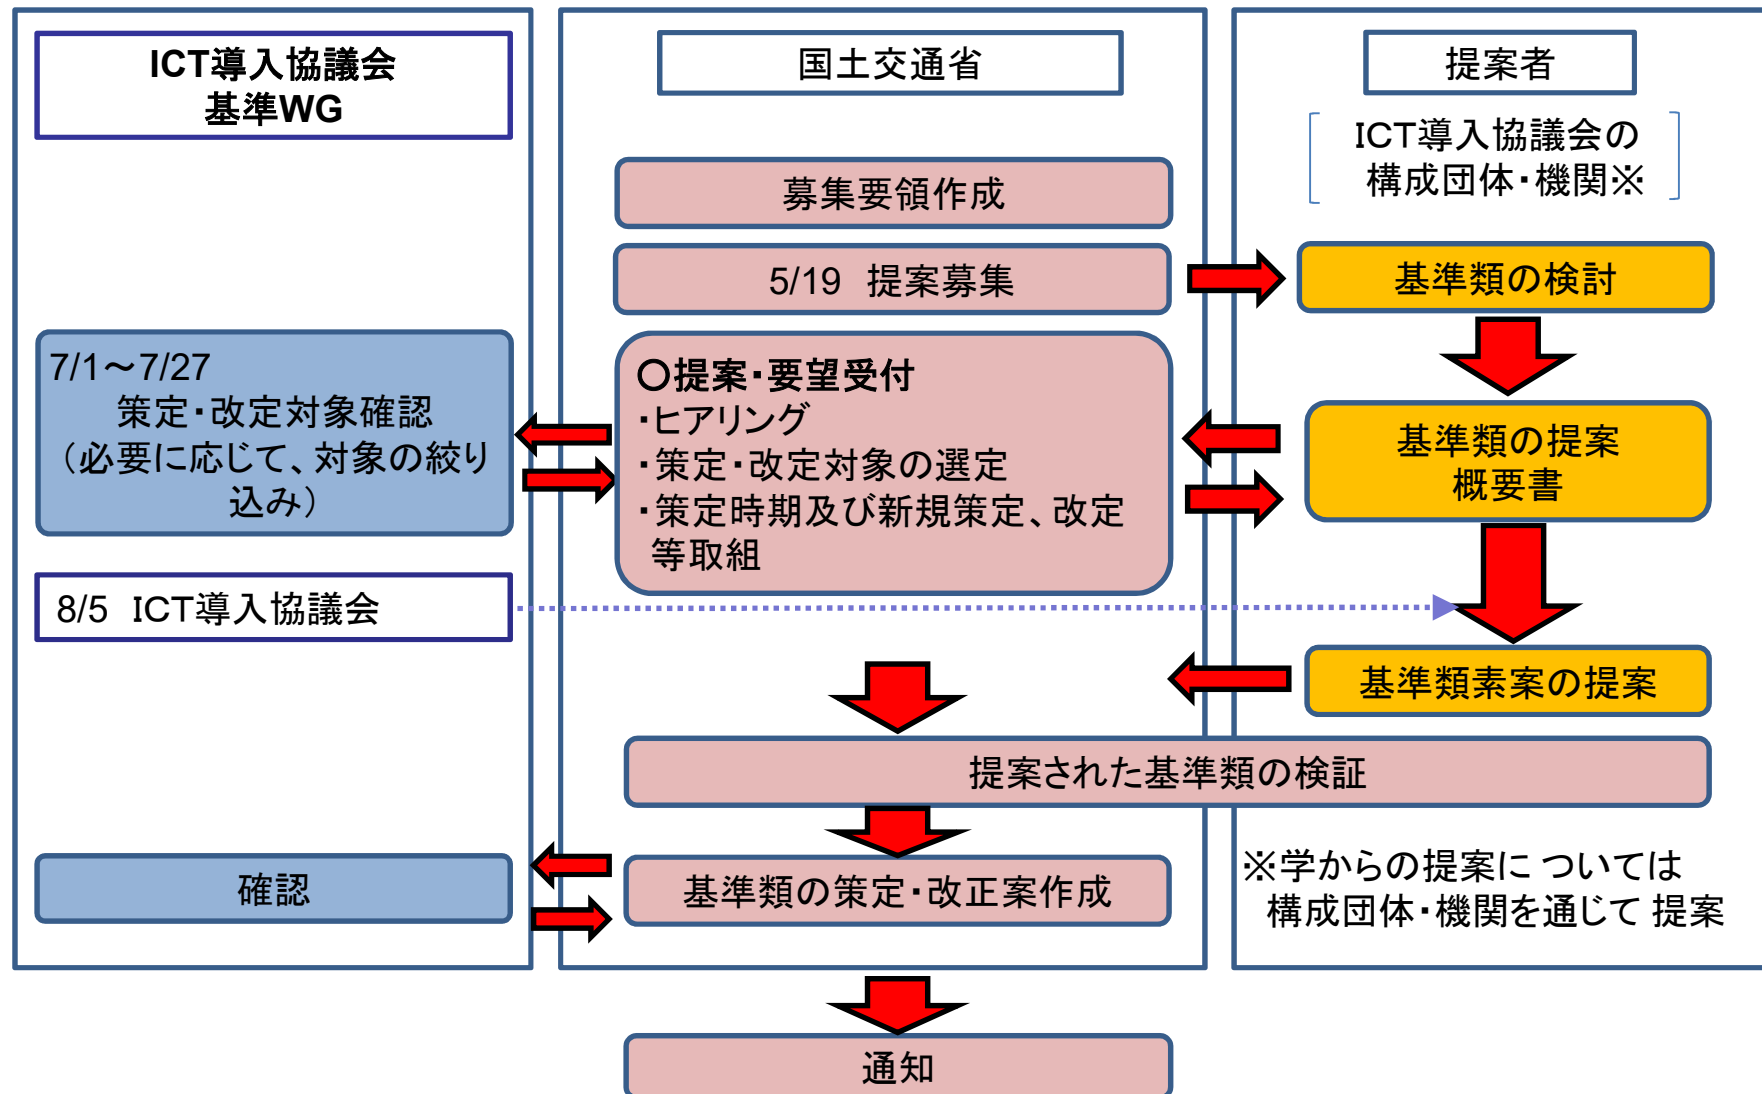 ICT導入協議会
基準WG
7/1～7/27
策定・改定対象確認
（必要に応じて、対象の絞り
込み）
8/5 ICT導入協議会
確認
国土交通省
募集要領作成
5/19 提案募集
〇提案・要望受付
・ヒアリング
・策定・改定対象の選定
・策定時期及び新規策定、改定
等取組
提案された基準類の検証
基準類の策定・改正案作成
通知
提案者
ICT導入協議会の
構成団体・機関※
基準類の検討
基準類の提案
概要書
基準類素案の提案
※学からの提案に ついては
構成団体・機関を通じて 提案